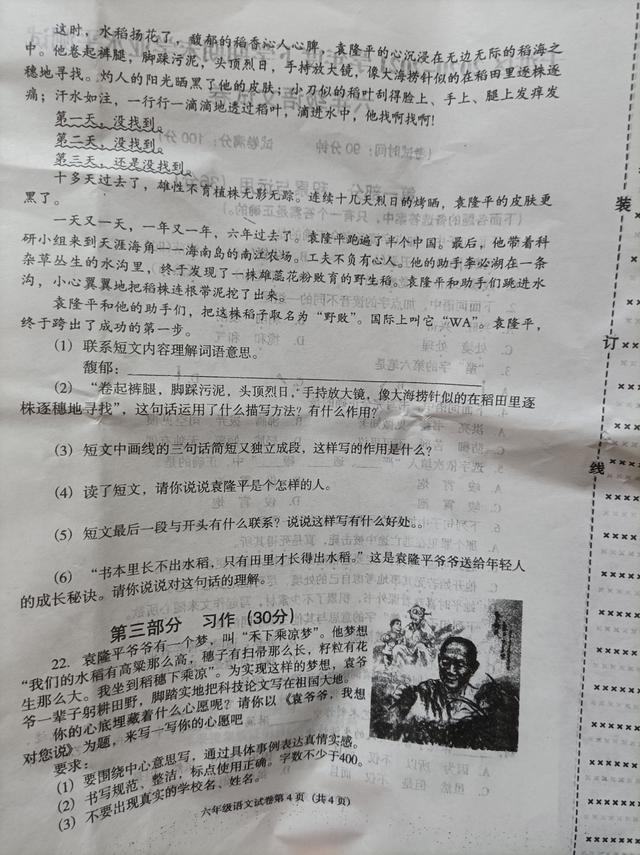 这时,水稻扬花了,馥郁的稻香沁人心脾,袁隆平的心沉浸在无边无际的稻海之
中。他卷起裤腿,脚踩污泥,头顶烈日,手持放大镜,像大海捞针似的在稻田里逐株逐
穗地寻找。灼人的阳光晒黑了他的皮肤;小刀似的稻叶刮得脸上、手上、腿上发痒发
痛;汗水如注,一行行一滴滴地透过稻叶,滴进水中,他找啊找啊!
第一天,没找到。
第二天,没找到。
第三天,还是没找到。
十多天过去了,雄性不育植株无影无踪。连续十几天烈日的烤晒,袁隆平的皮肤更
黑了。
一天又一天,一年又一年,六年过去了。袁隆平跑遍了半个中国。最后,他带着科
研小组来到天涯海角——海南岛的南江农场。工夫不负有心人。他的助手李必湖在一条
杂草丛生的水沟里,终于发现了一株雄蕊花粉败育的野生稻。袁隆平和助手们跳进水
沟,小心翼翼地把稻株连根带泥挖了出来。
袁隆平和他的助手们,把这株稻子取名为“野败”。国际上叫它“WA”。袁隆平,
终于跨出了成功的第一步。
(1) 联系短文内容理解词语意思。
馥郁:
(2) “卷起裤腿,脚踩污泥,头顶烈日,手持放大镜,像大海捞针似的在稻田里逐
株逐穗地寻找”,这句话运用了什么描写方法?有什么作用?
(3) 短文中画线的三句话简短又独立成段,这样写的作用是什么?
(4) 读了短文,请你说说袁隆平是个怎样的人。
(5) 短文最后一段与开头有什么联系?说说这样写有什么好处。
(6) “书本里长不出水稻,只有田里才长得出水稻。”这是袁隆平爷爷送给年轻人
的成长秘诀。请你说说对这句话的理解。
第三部分 习作(30分)
22. 袁隆平爷爷有一个梦,叫“禾下乘凉梦”。他梦想
“我们的水稻有高粱那么高,穗子有扫帚那么长,籽粒有花
生那么大。我坐到稻穗下乘凉”。为实现这样的梦想,袁爷
爷一辈子躬耕田野,脚踏实地把科技论文写在祖国大地。
你的心底埋藏着什么心愿呢?请你以《袁爷爷,我想
对您说》为题,来写一写你的心愿吧
要求:
(1) 要围绕中心意思写,通过具体事例表达真情实感。
(2) 书写规范、整洁,标点使用正确。字数不少于400。
(3) 不要出现真实的学校名、姓名。
六年级语文试卷第4页(共4页)
装
订
线